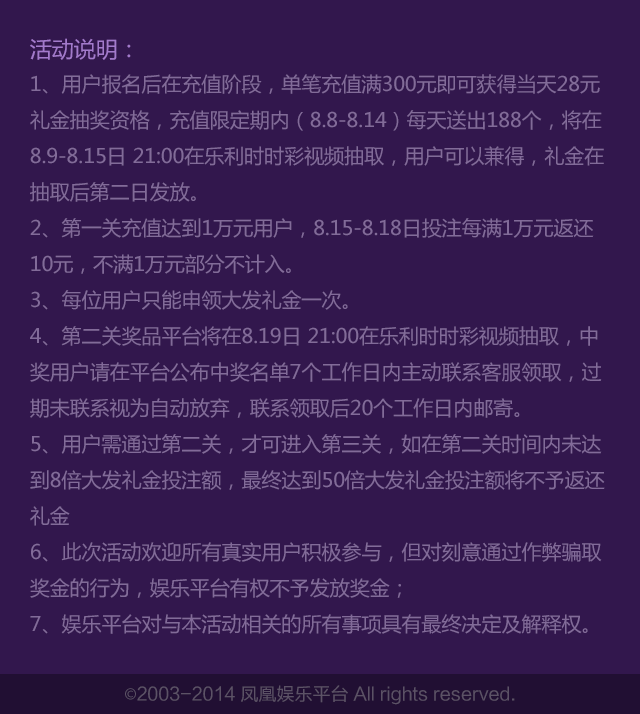 活动说明：
1、用户报名后在充值阶段，单笔充值满300元即可获得当天28元
礼金抽奖资格，充值限定期内（8.8-8.14）每天送出188个，将在
8.9-8.15日 21:00在乐利时时彩视频抽取，用户可以兼得，礼金在
抽取后第二日发放。
2、第一关充值达到1万元用户，8.15-8.18日投注每满1万元返还
10元，不满1万元部分不计入。
3、每位用户只能申领大发礼金一次。
4、第二关奖品平台将在8.19日 21:00在乐利时时彩视频抽取，中
奖用户请在平台公布中奖名单7个工作日内主动联系客服领取，过
期未联系视为自动放弃，联系领取后20个工作日内邮寄。
5、用户需通过第二关，才可进入第三关，如在第二关时间内未达
到8倍大发礼金投注额，最终达到50倍大发礼金投注额将不予返还
礼金
6、此次活动欢迎所有真实用户积极参与，但对刻意通过作弊骗取
奖金的行为，娱乐平台有权不予发放奖金；
7、娱乐平台对与本活动相关的所有事项具有最终决定及解释权。
©2003-2014 凤凰娱乐平台 All rights reserved.